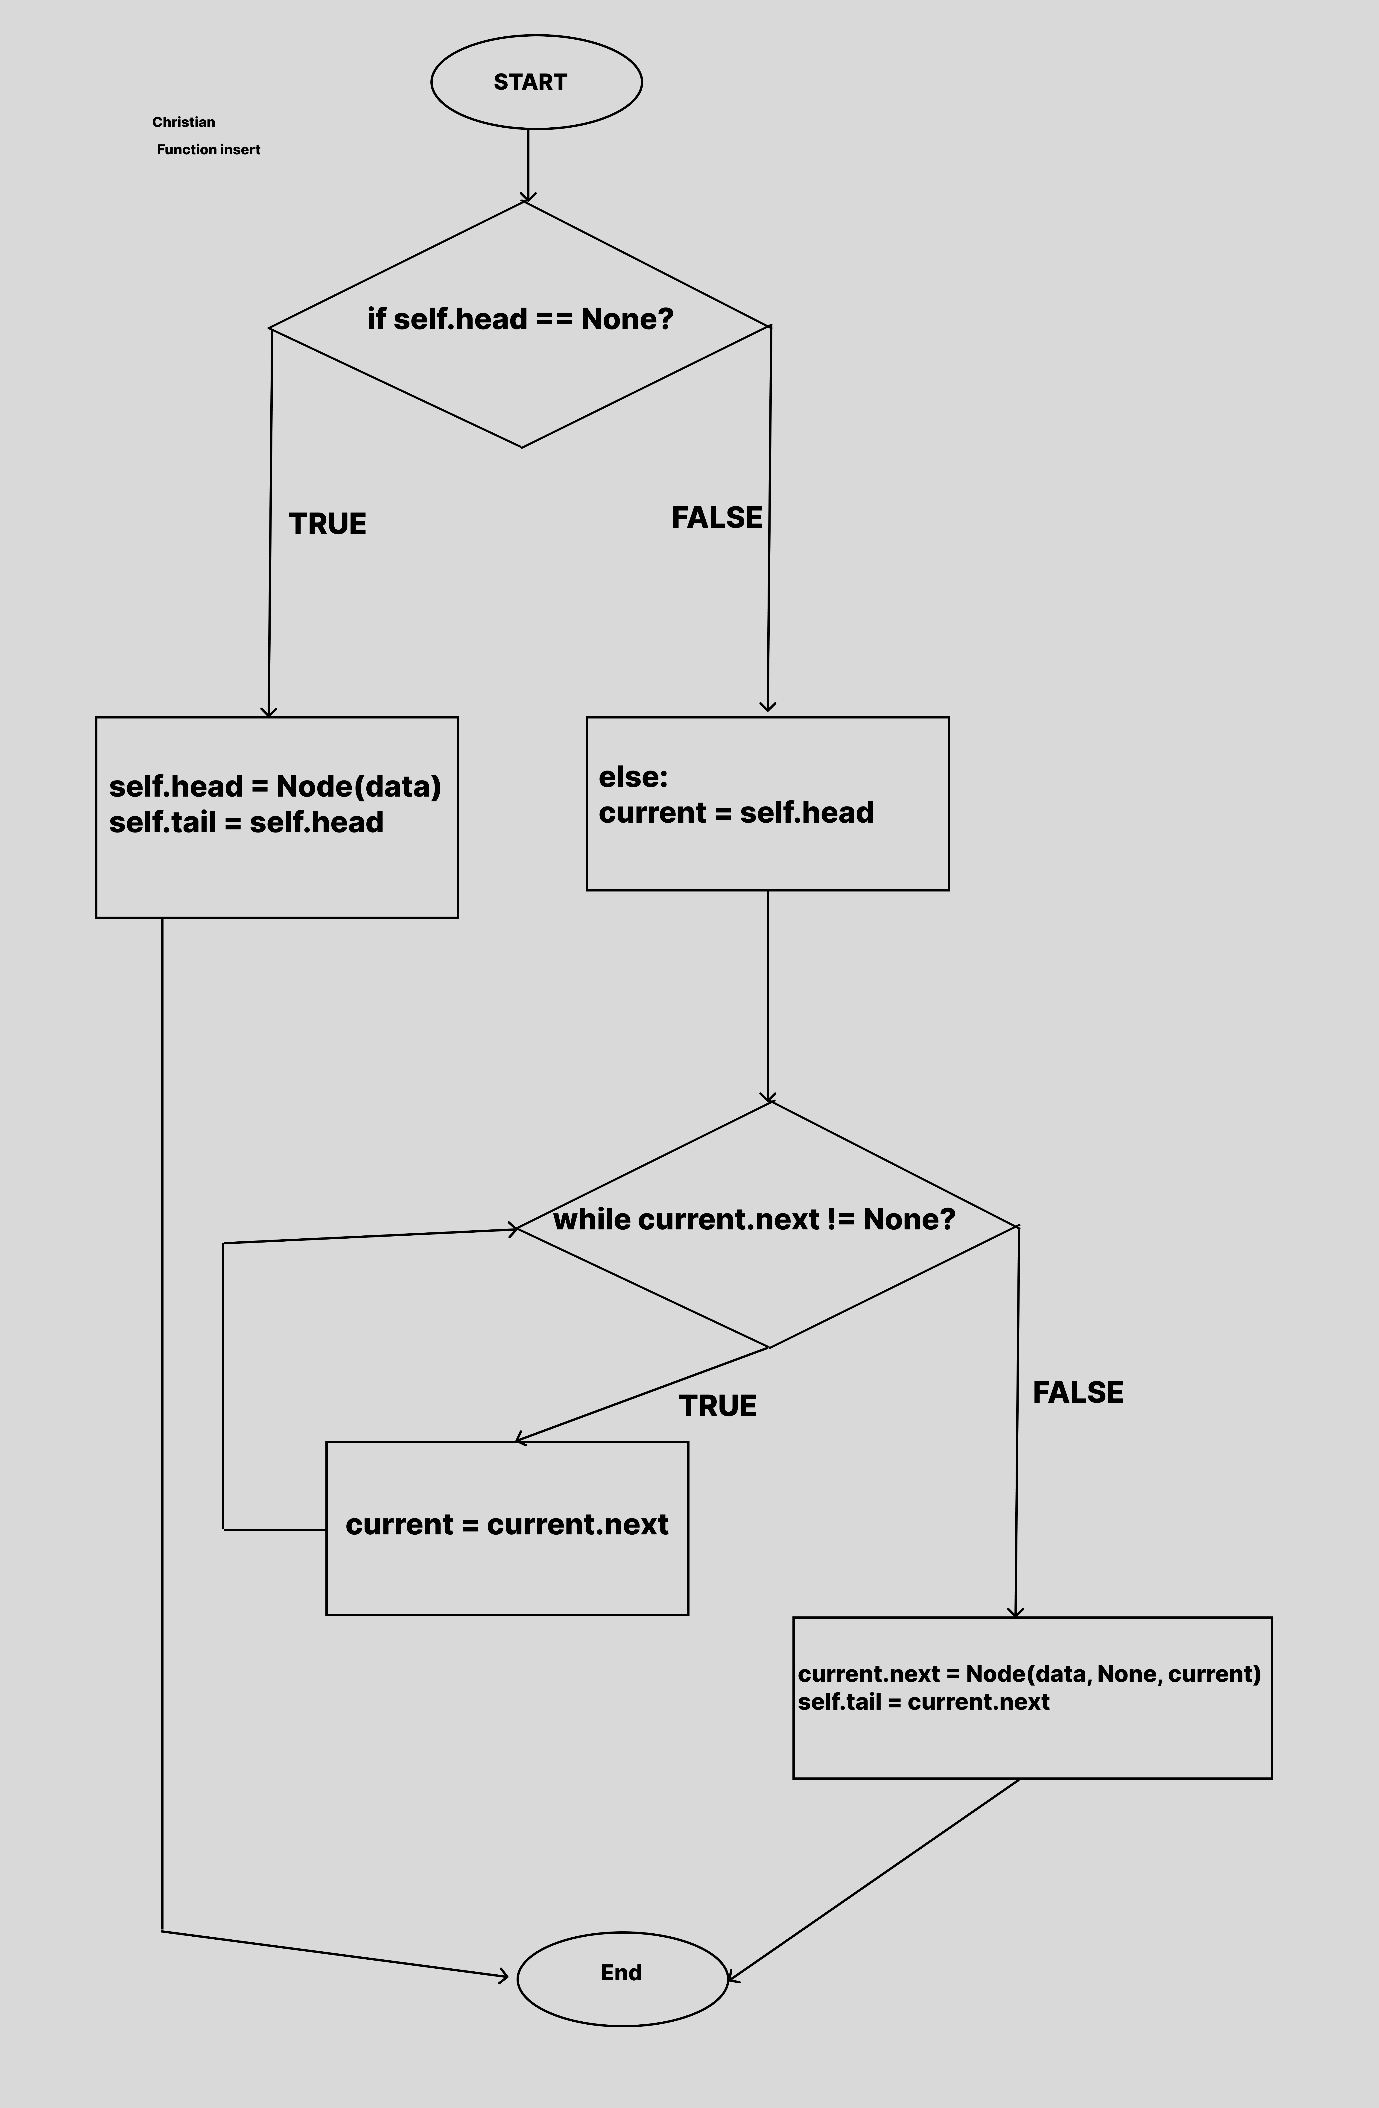 START
Christian
Function insert
if self.head == None?
TRUE
FALSE
self.head = Node(data)
self.tail = self.head
else:
current = self.head
while current.next != None?
TRUE
FALSE
current = current.next
current.next = Node(data, None, current)
self.tail = current.next
End